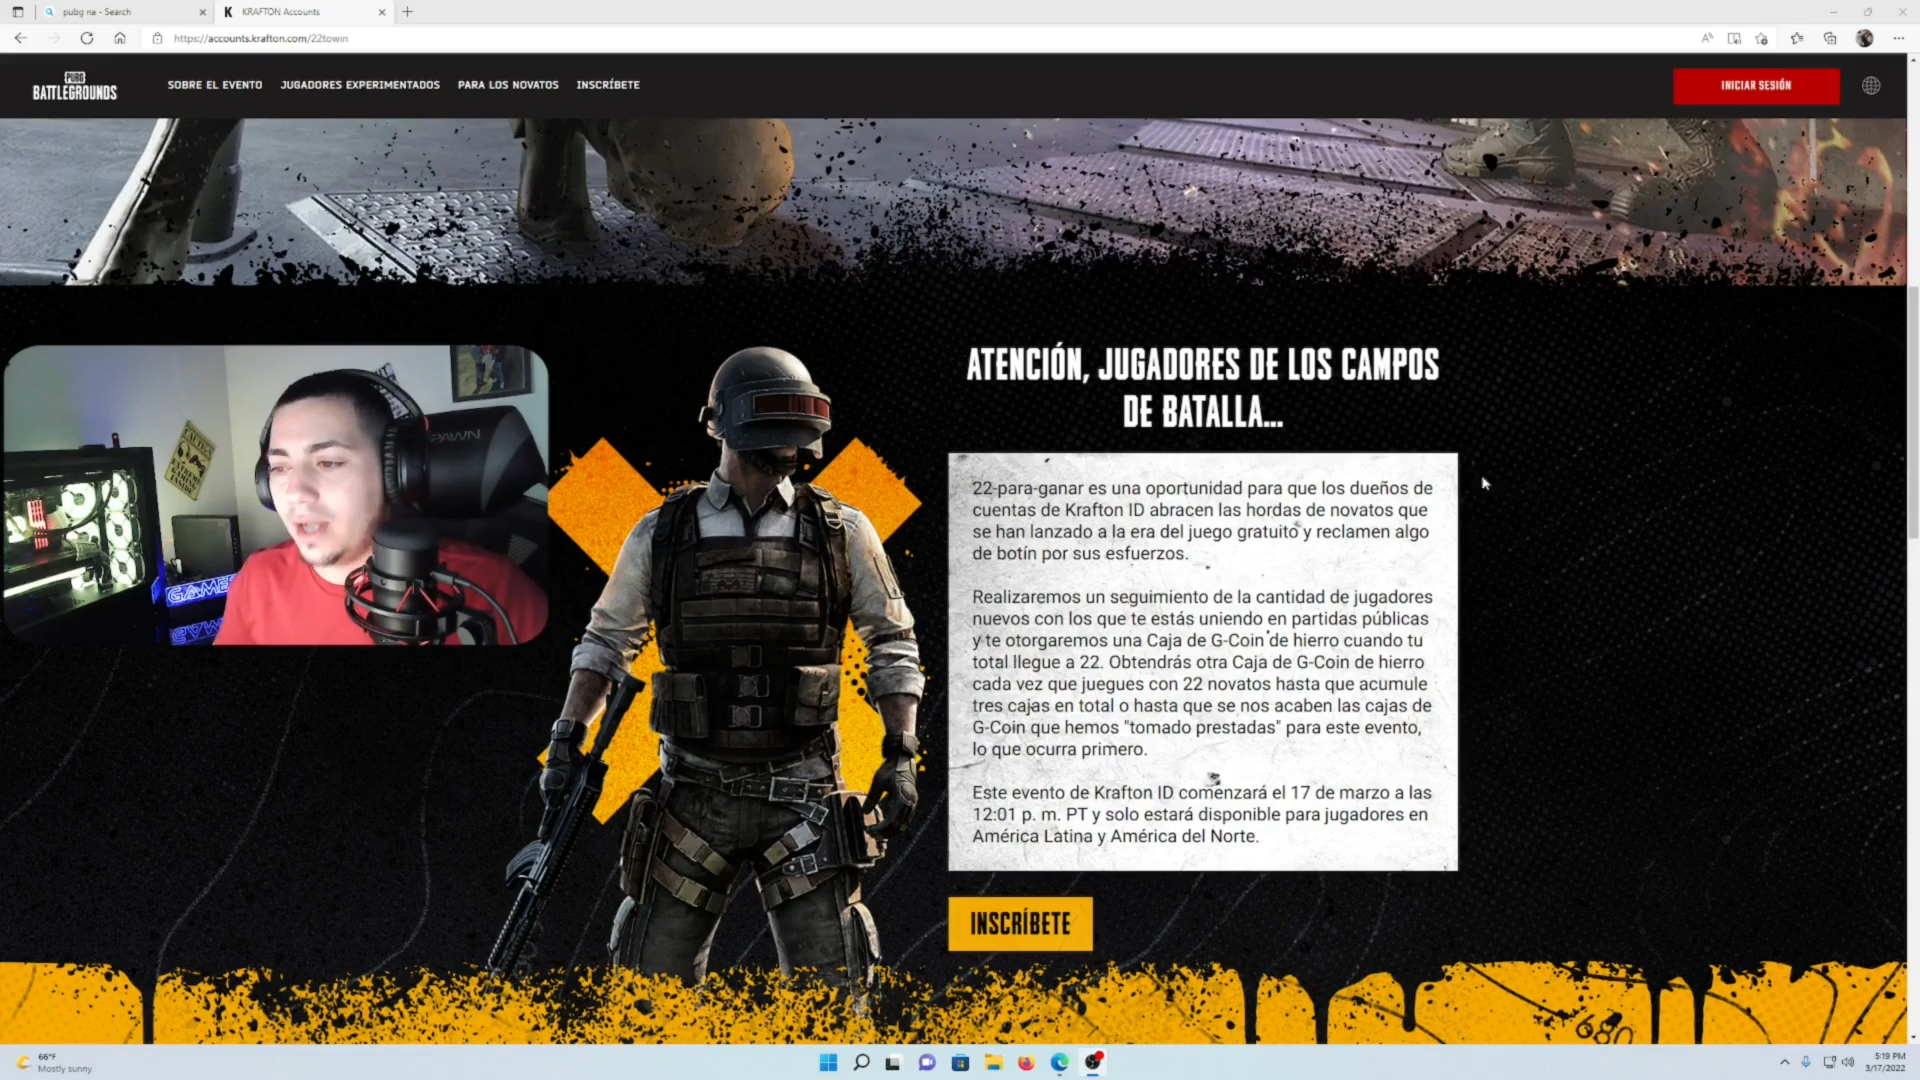 pubg na - Search
KRAFTON Accounts
https://accounts.krafton.com/22towin
PUBG
BATTLEGROUNDS
SOBRE EL EVENTO
JUGADORES EXPERIMENTADOS
PARA LOS NOVATOS
INSCRÍBETE
INICIAR SESIÓN
ATENCIÓN, JUGADORES DE LOS CAMPOS
DE BATALLA...
22-para-ganar es una oportunidad para que los dueños de
cuentas de Krafton ID abracen las hordas de novatos que
se han lanzado a la era del juego gratuito y reclamen algo
de botín por sus esfuerzos.
Realizaremos un seguimiento de la cantidad de jugadores
nuevos con los que te estás uniendo en partidas públicas
y te otorgaremos una Caja de G-Coin de hierro cuando tu
total llegue a 22. Obtendrás otra Caja de G-Coin de hierro
cada vez que juegues con 22 novatos hasta que acumule
tres cajas en total o hasta que se nos acaben las cajas de
G-Coin que hemos "tomado prestadas" para este evento,
lo que ocurra primero.
Este evento de Krafton ID comenzará el 17 de marzo a las
12:01 p. m. PT y solo estará disponible para jugadores en
América Latina y América del Norte.
INSCRÍBETE
680
66°F
Mostly sunny
5:19 PM
3/17/2022